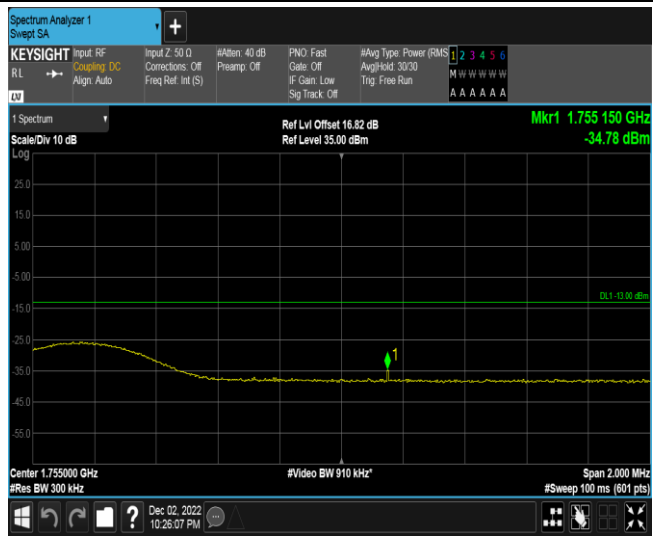 Spectrum Analyzer 1
Swept SA
+
KEYSIGHT
RL
Input: RF
Coupling: DC
Align: Auto
Input Z: 50 Ω
Corrections: Off
Freq Ref: Int (S)
#Atten: 40 dB
Preamp: Off
PNO: Fast
Gate: Off
IF Gain: Low
Sig Track: Off
#Avg Type: Power (RMS
Avg|Hold: 30/30
Trig: Free Run
1 2 3 4 5 6
M W W W W W
A A A A A A
1 Spectrum
Scale/Div 10 dB
Ref Lvl Offset 16.82 dB
Ref Level 35.00 dBm
Mkr1 1.755 150 GHz
-34.78 dBm
Log
25.0
15.0
5.00
-5.00
DL1 -13.00 dBm
-15.0
-25.0
1
-35.0
-45.0
-55.0
Center 1.755000 GHz
#Res BW 300 kHz
#Video BW 910 kHz*
Span 2.000 MHz
#Sweep 100 ms (601 pts)
?
Dec 02, 2022
10:26:07 PM